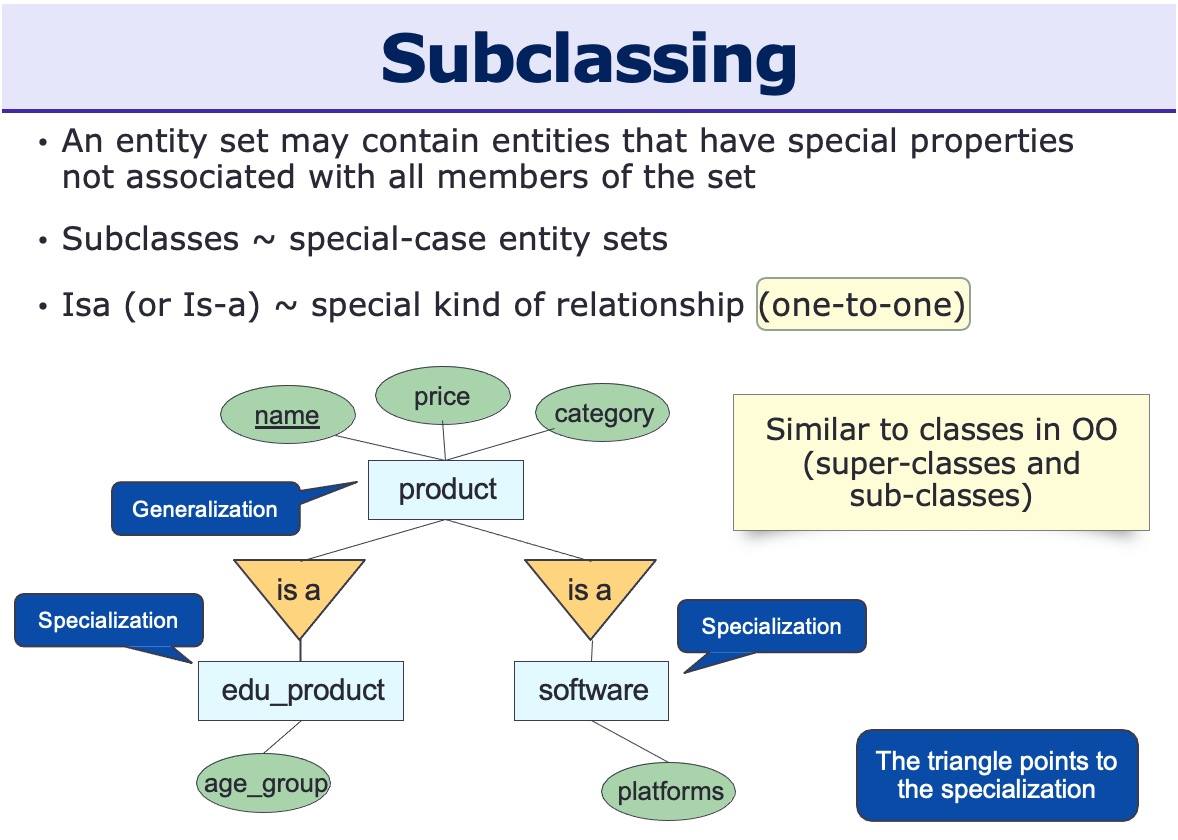 Subclassing
• An entity set may contain entities that have special properties
not associated with all members of the set
• Subclasses ~ special-case entity sets
• Isa (or Is-a) ~ special kind of relationship (one-to-one)
name
price
category
product
Generalization
Similar to classes in OO
(super-classes and
sub-classes)
is a
is a
Specialization
Specialization
edu_product
software
age_group
platforms
The triangle points to
the specialization